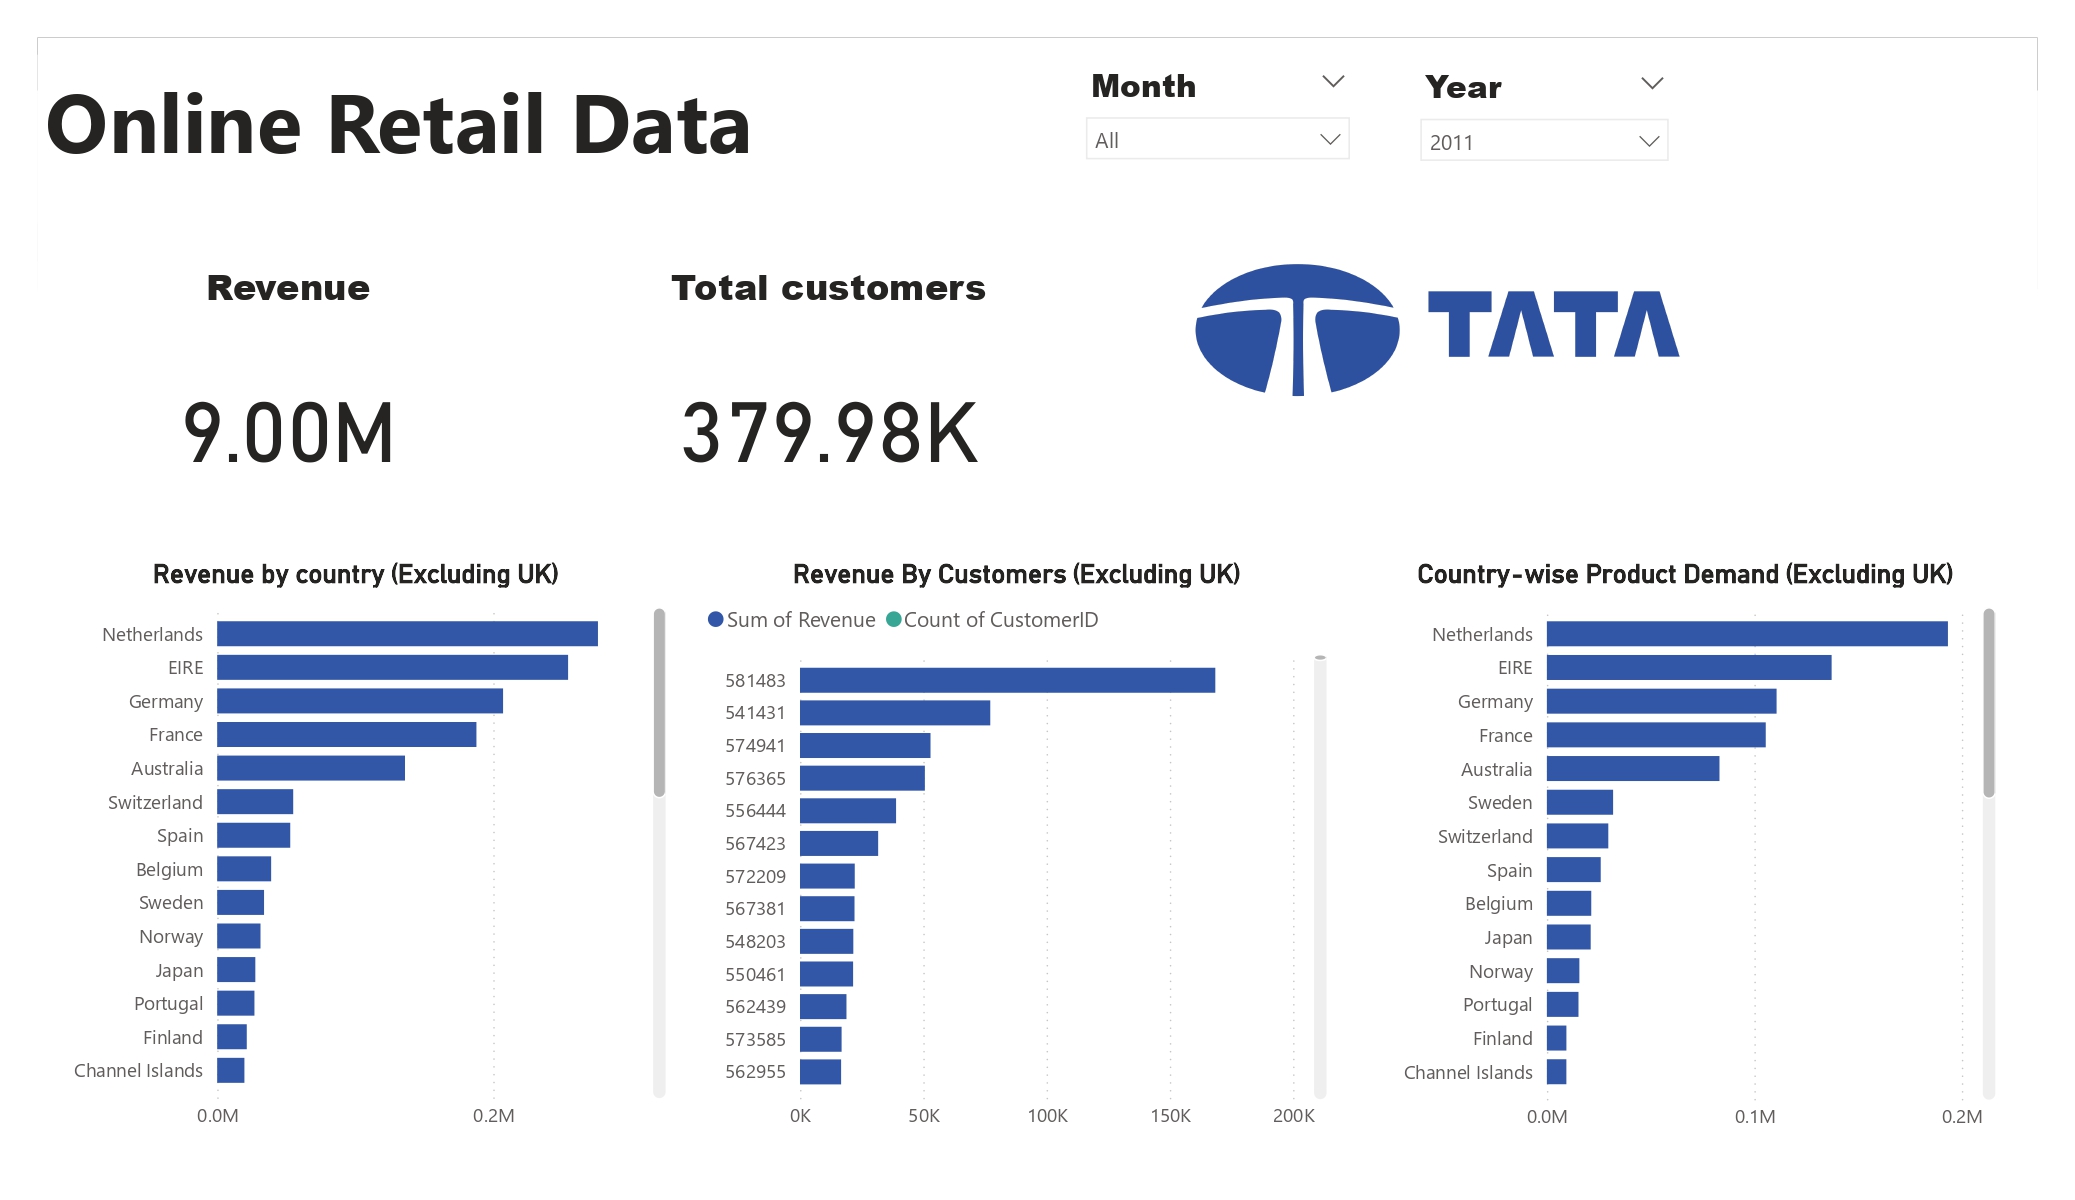 Online Retail Data
Month
All
Year
2011
Revenue
9.00M
Total customers
379.98K
TATA
Revenue by country (Excluding UK)
Netherlands
EIRE
Germany
France
Australia
Switzerland
Spain
Belgium
Sweden
Norway
Japan
Portugal
Finland
Channel Islands
0.0M 0.2M
Revenue By Customers (Excluding UK)
Sum of Revenue Count of CustomerID
581483
541431
574941
576365
556444
567423
572209
567381
548203
550461
562439
573585
562955
0K 50K 100K 150K 200K
Country-wise Product Demand (Excluding UK)
Netherlands
EIRE
Germany
France
Australia
Sweden
Switzerland
Spain
Belgium
Japan
Norway
Portugal
Finland
Channel Islands
0.0M 0.1M 0.2M